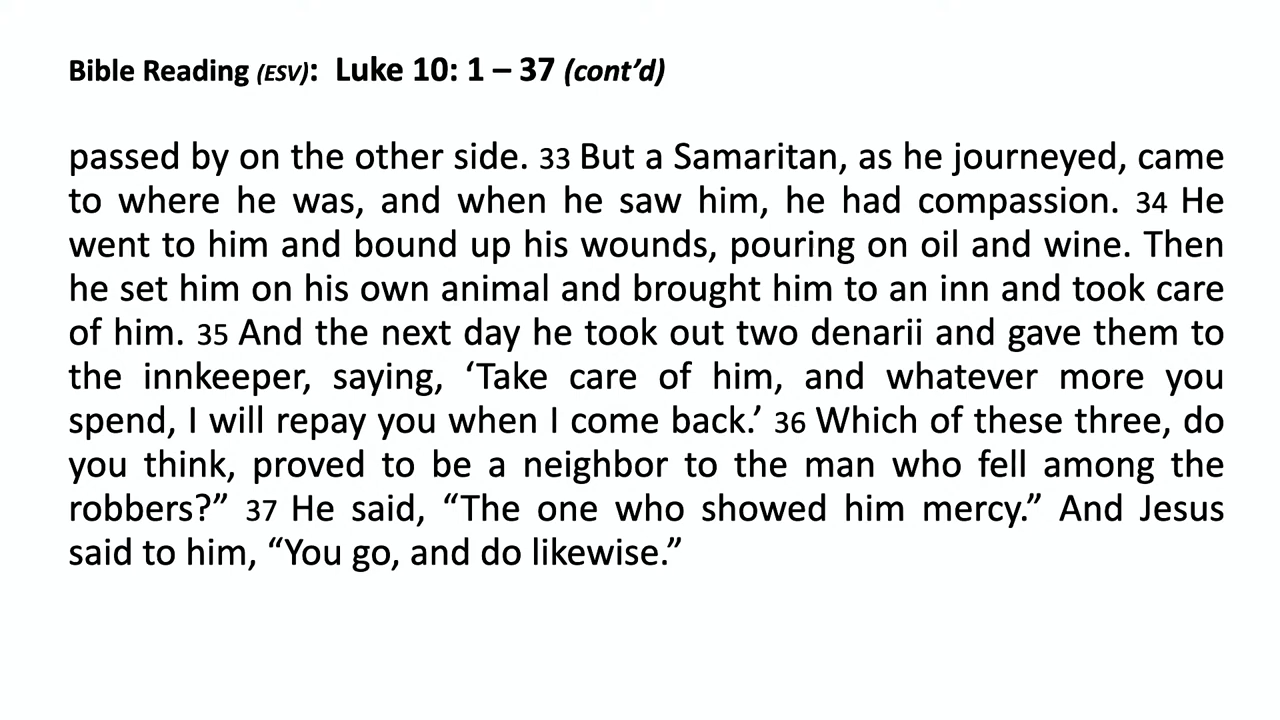 Bible Reading (ESV): Luke 10: 1 – 37 (cont’d)
passed by on the other side. 33 But a Samaritan, as he journeyed, came
to where he was, and when he saw him, he had compassion. 34 He
went to him and bound up his wounds, pouring on oil and wine. Then
he set him on his own animal and brought him to an inn and took care
of him. 35 And the next day he took out two denarii and gave them to
the innkeeper, saying, ‘Take care of him, and whatever more you
spend, I will repay you when I come back.’ 36 Which of these three, do
you think, proved to be a neighbor to the man who fell among the
robbers?” 37 He said, “The one who showed him mercy.” And Jesus
said to him, “You go, and do likewise.”